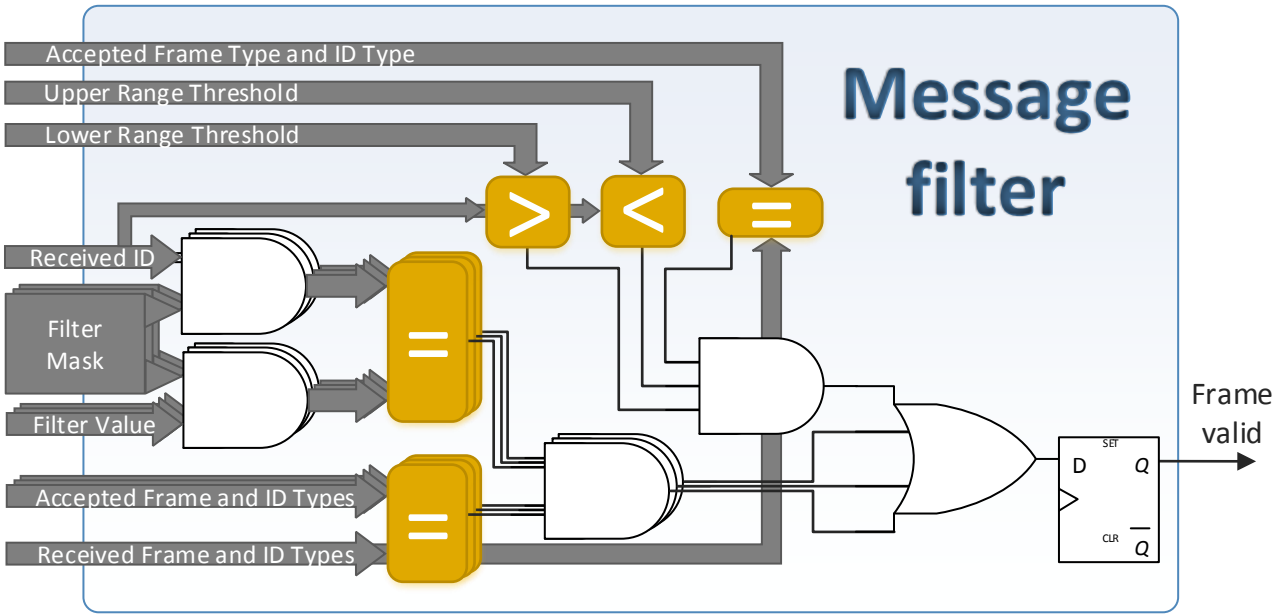 Accepted Frame Type and ID Type
Upper Range Threshold
Lower Range Threshold
Message
filter
>
<
=
Received ID
Filter
Mask
=
Filter Value
Frame
valid
SET
D
Q
Accepted Frame and ID Types
=
Received Frame and ID Types
CLR
Q